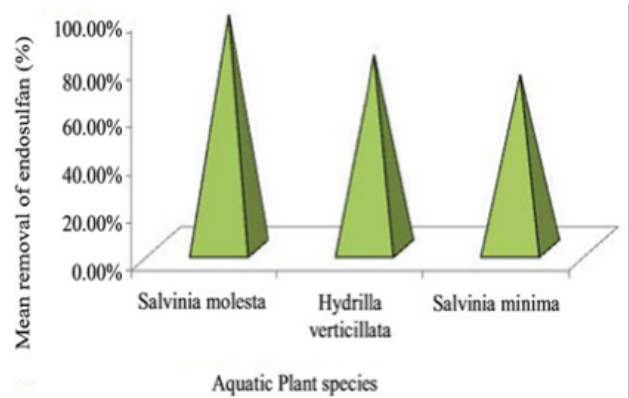 Mean removal of endosulfan (%)
100.00%
80.00%
60.00%
40.00%
20.00%
0.00%
Salvinia molesta
Hydrilla
verticillata
Salvinia minima
Aquatic Plant species